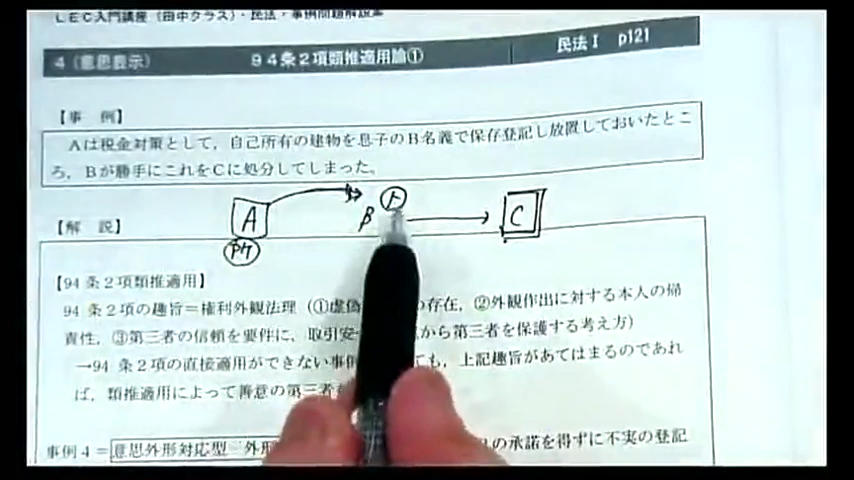 LEC入門講座（田中クラス）・民法・事例問題解説集
4（意思表示） 94条2項類推適用論① 民法Ⅰ p121
【事 例】
Aは税金対策として，自己所有の建物を息子のB名義で保存登記し放置しておいたとこ
ろ，Bが勝手にこれをCに処分してしまった。
A B ト C
【解 説】
【94条2項類推適用】
94条2項の趣旨＝権利外観法理（①虚偽 の存在，②外観作出に対する本人の帰
責性，③第三者の信頼を要件に，取引安 から第三者を保護する考え方）
→94条2項の直接適用ができない事例 ても，上記趣旨があてはまるのであれ
ば，類推適用によって善意の第三者
事例4＝意思外形対応型 外形 の承諾を得ずに不実の登記